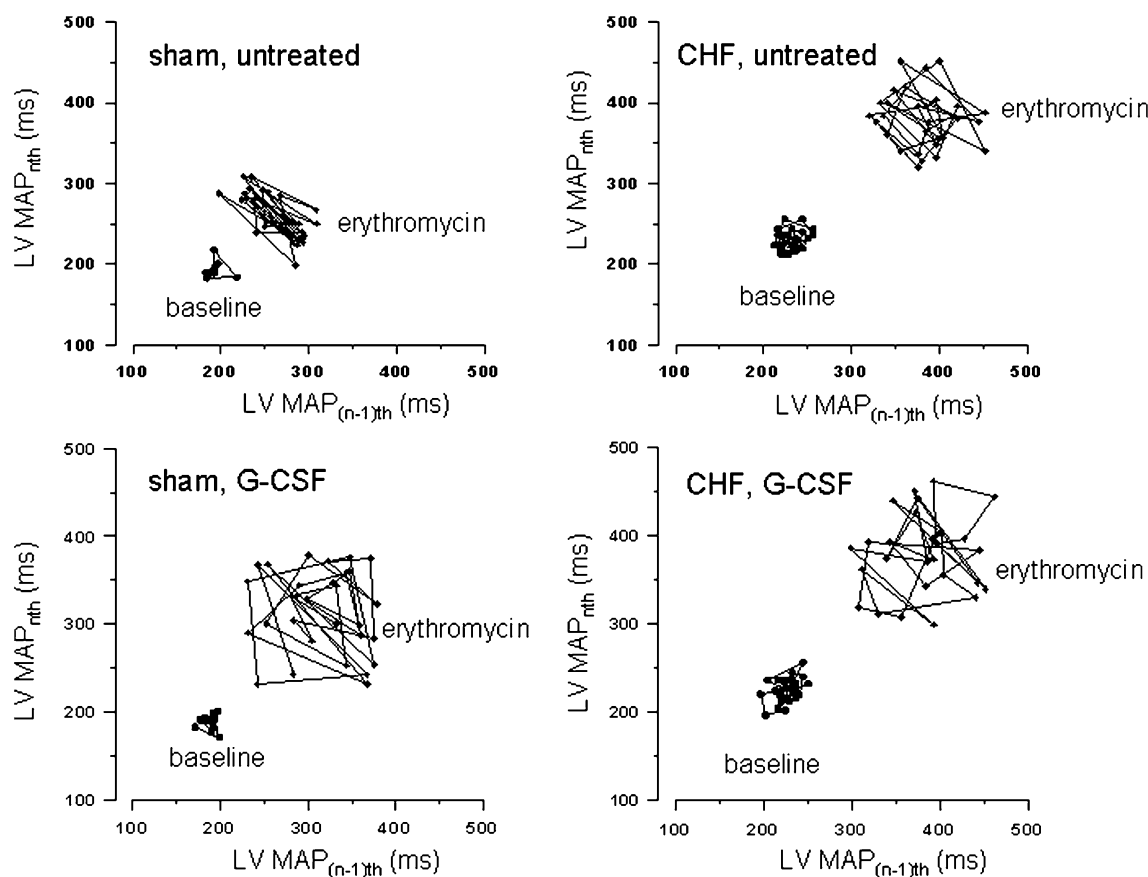 sham, untreated
LV MAPnth (ms)
500
400
300
200
100
erythromycin
baseline
100 200 300 400 500
LV MAP(n-1)th (ms)
CHF, untreated
LV MAPnth (ms)
500
400
300
200
100
erythromycin
baseline
100 200 300 400 500
LV MAP(n-1)th (ms)
sham, G-CSF
LV MAPnth (ms)
500
400
300
200
100
erythromycin
baseline
100 200 300 400 500
LV MAP(n-1)th (ms)
CHF, G-CSF
LV MAPnth (ms)
500
400
300
200
100
erythromycin
baseline
100 200 300 400 500
LV MAP(n-1)th (ms)